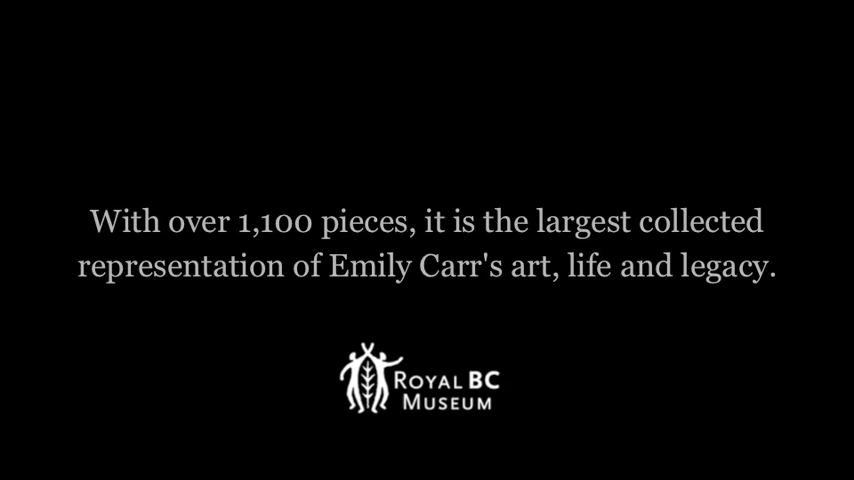 With over 1,100 pieces, it is the largest collected
representation of Emily Carr's art, life and legacy.
ROYAL BC
MUSEUM